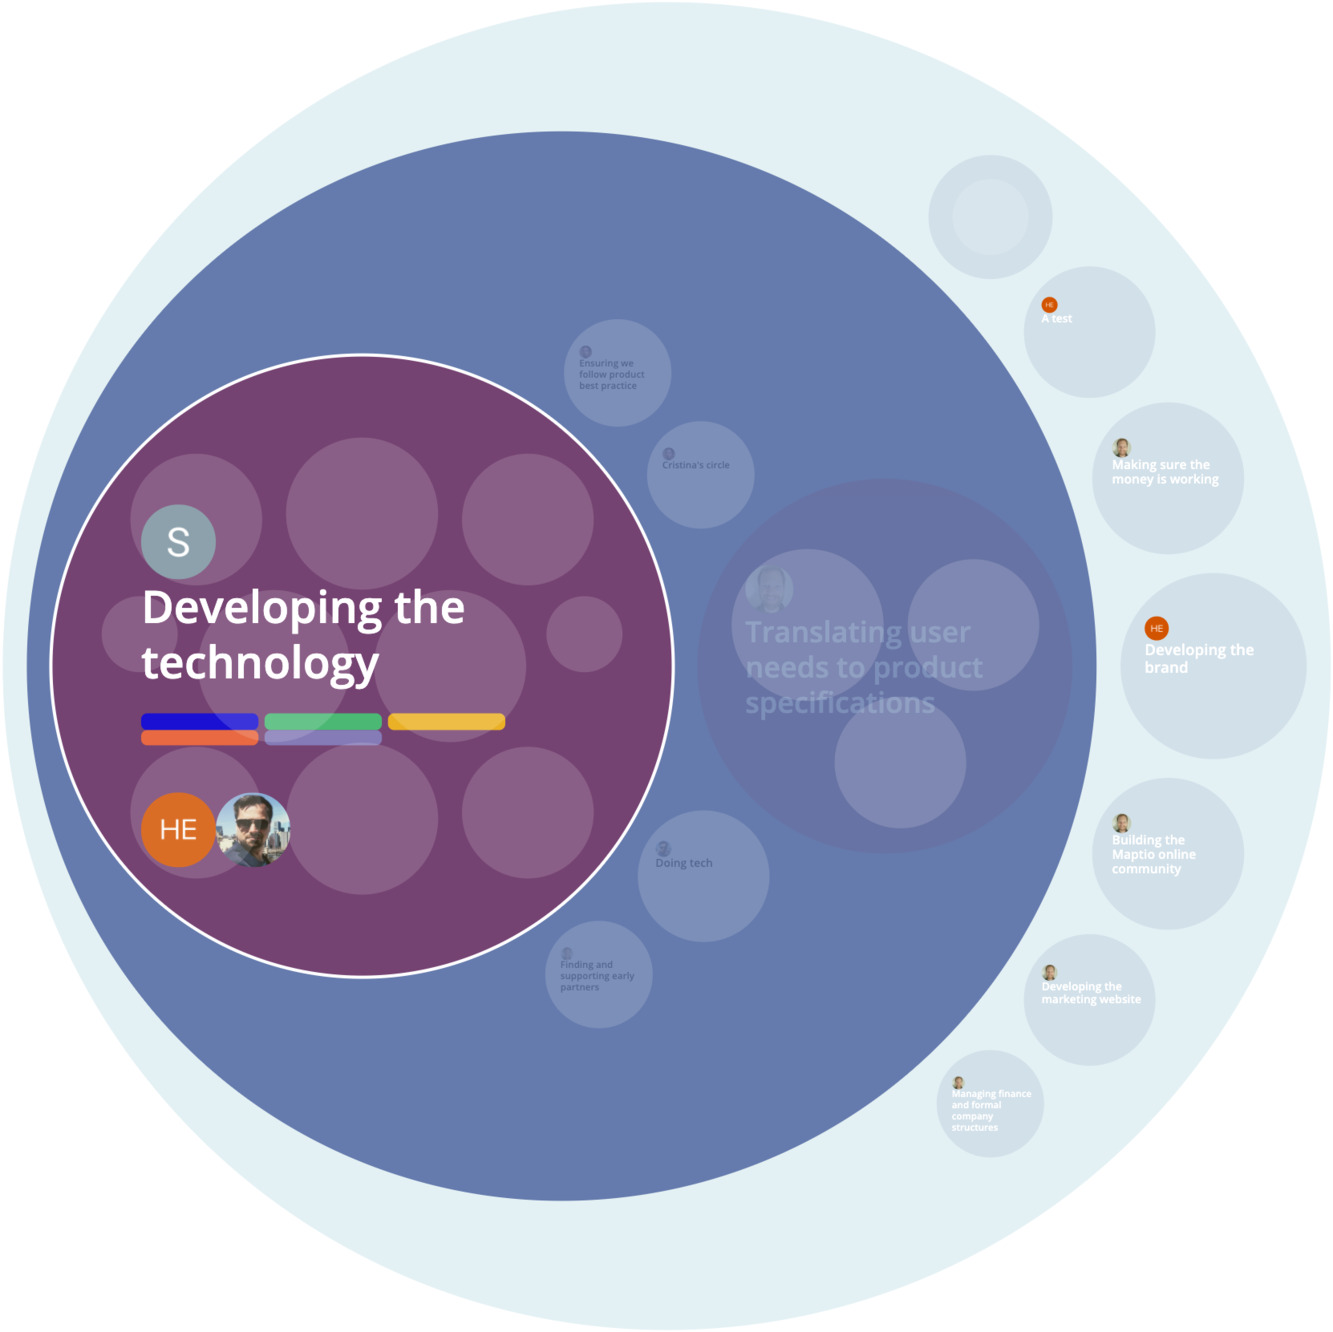 S
Developing the
technology
HE
Ensuring we
follow product
best practice
Cristina's circle
Translating user
needs to product
specifications
Doing tech
Finding and
supporting early
partners
HE
A test
Making sure the
money is working
HE
Developing the
brand
Building the
Maptio online
community
Developing the
marketing website
Managing finance
and formal
company
structures